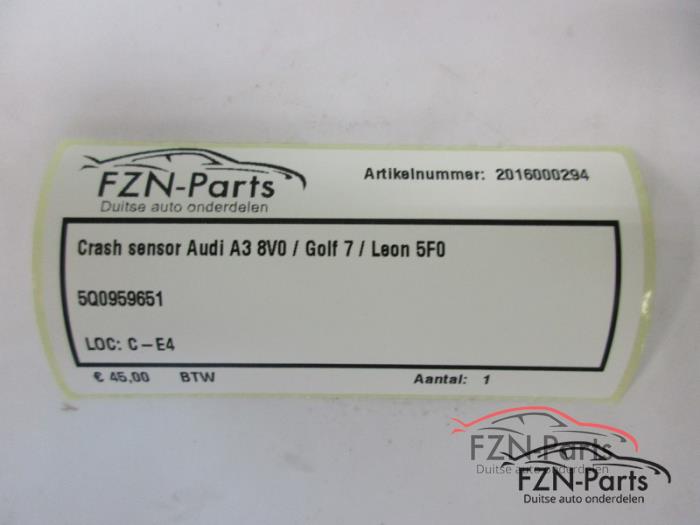 FZN-Parts
Duitse auto onderdelen
Artikelnummer: 2016000294
Crash sensor Audi A3 8V0 / Golf 7 / Leon 5F0
5Q0959651
LOC: C-E4
€ 45,00 BTW
Aantal: 1
FZN-Parts
Duitse auto onderdelen
FZN-Parts
Duitse auto onderdelen